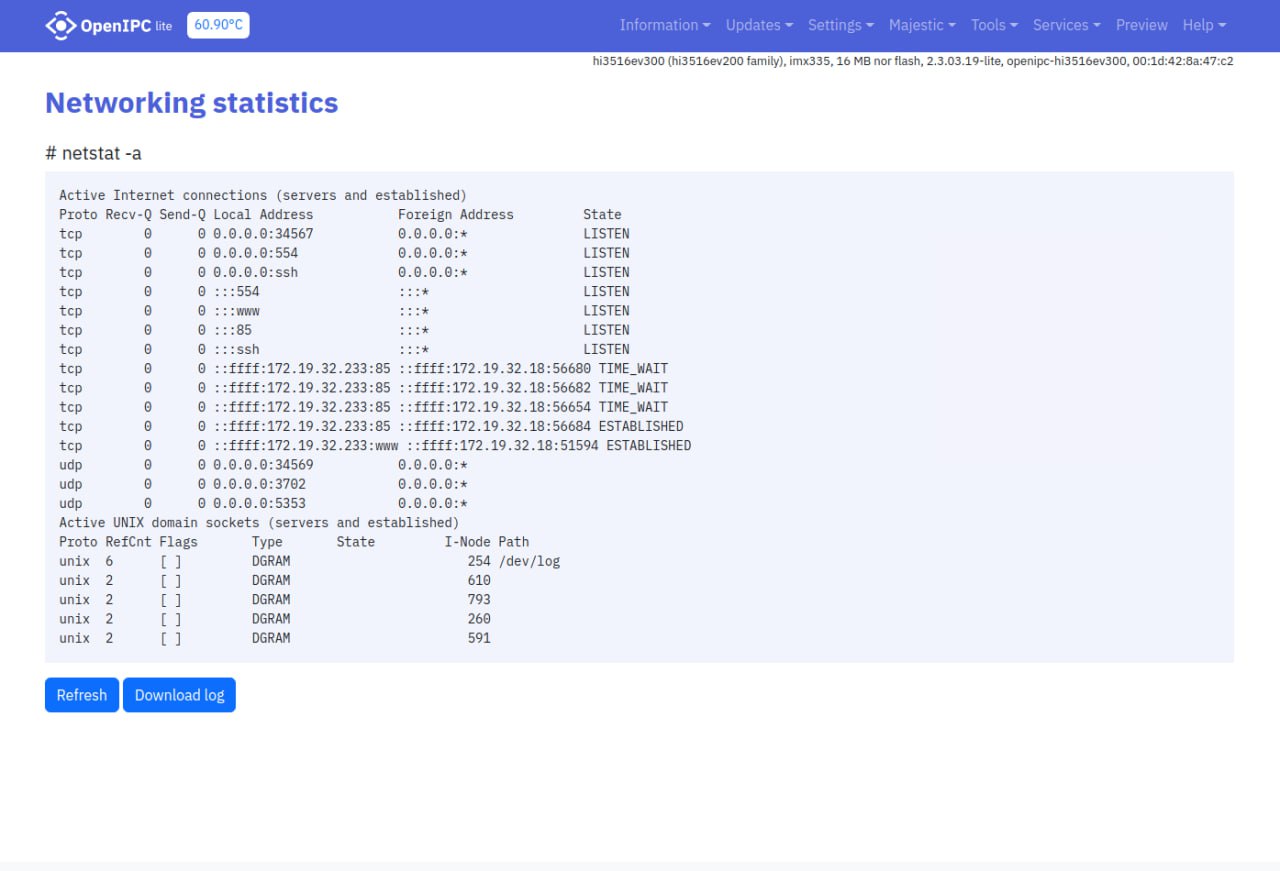 OpenIPC lite 60.90°C Information Updates Settings Majestic Tools Services Preview Help
hi3516ev300 (hi3516ev200 family), imx335, 16 MB nor flash, 2.3.03.19-lite, openipc-hi3516ev300, 00:1d:42:8a:47:c2
Networking statistics
# netstat -a
Active Internet connections (servers and established)
Proto Recv-Q Send-Q Local Address           Foreign Address         State
tcp        0      0 0.0.0.0:34567           0.0.0.0:*               LISTEN
tcp        0      0 0.0.0.0:554             0.0.0.0:*               LISTEN
tcp        0      0 0.0.0.0:ssh             0.0.0.0:*               LISTEN
tcp        0      0 :::554                  :::*                    LISTEN
tcp        0      0 :::www                  :::*                    LISTEN
tcp        0      0 :::85                   :::*                    LISTEN
tcp        0      0 :::ssh                  :::*                    LISTEN
tcp        0      0 ::ffff:172.19.32.233:85 ::ffff:172.19.32.18:56680 TIME_WAIT
tcp        0      0 ::ffff:172.19.32.233:85 ::ffff:172.19.32.18:56682 TIME_WAIT
tcp        0      0 ::ffff:172.19.32.233:85 ::ffff:172.19.32.18:56654 TIME_WAIT
tcp        0      0 ::ffff:172.19.32.233:85 ::ffff:172.19.32.18:56684 ESTABLISHED
tcp        0      0 ::ffff:172.19.32.233:www ::ffff:172.19.32.18:51594 ESTABLISHED
udp        0      0 0.0.0.0:34569           0.0.0.0:*
udp        0      0 0.0.0.0:3702            0.0.0.0:*
udp        0      0 0.0.0.0:5353            0.0.0.0:*
Active UNIX domain sockets (servers and established)
Proto RefCnt Flags       Type       State         I-Node Path
unix  6      [ ]         DGRAM                       254 /dev/log
unix  2      [ ]         DGRAM                       610
unix  2      [ ]         DGRAM                       793
unix  2      [ ]         DGRAM                       260
unix  2      [ ]         DGRAM                       591
Refresh Download log